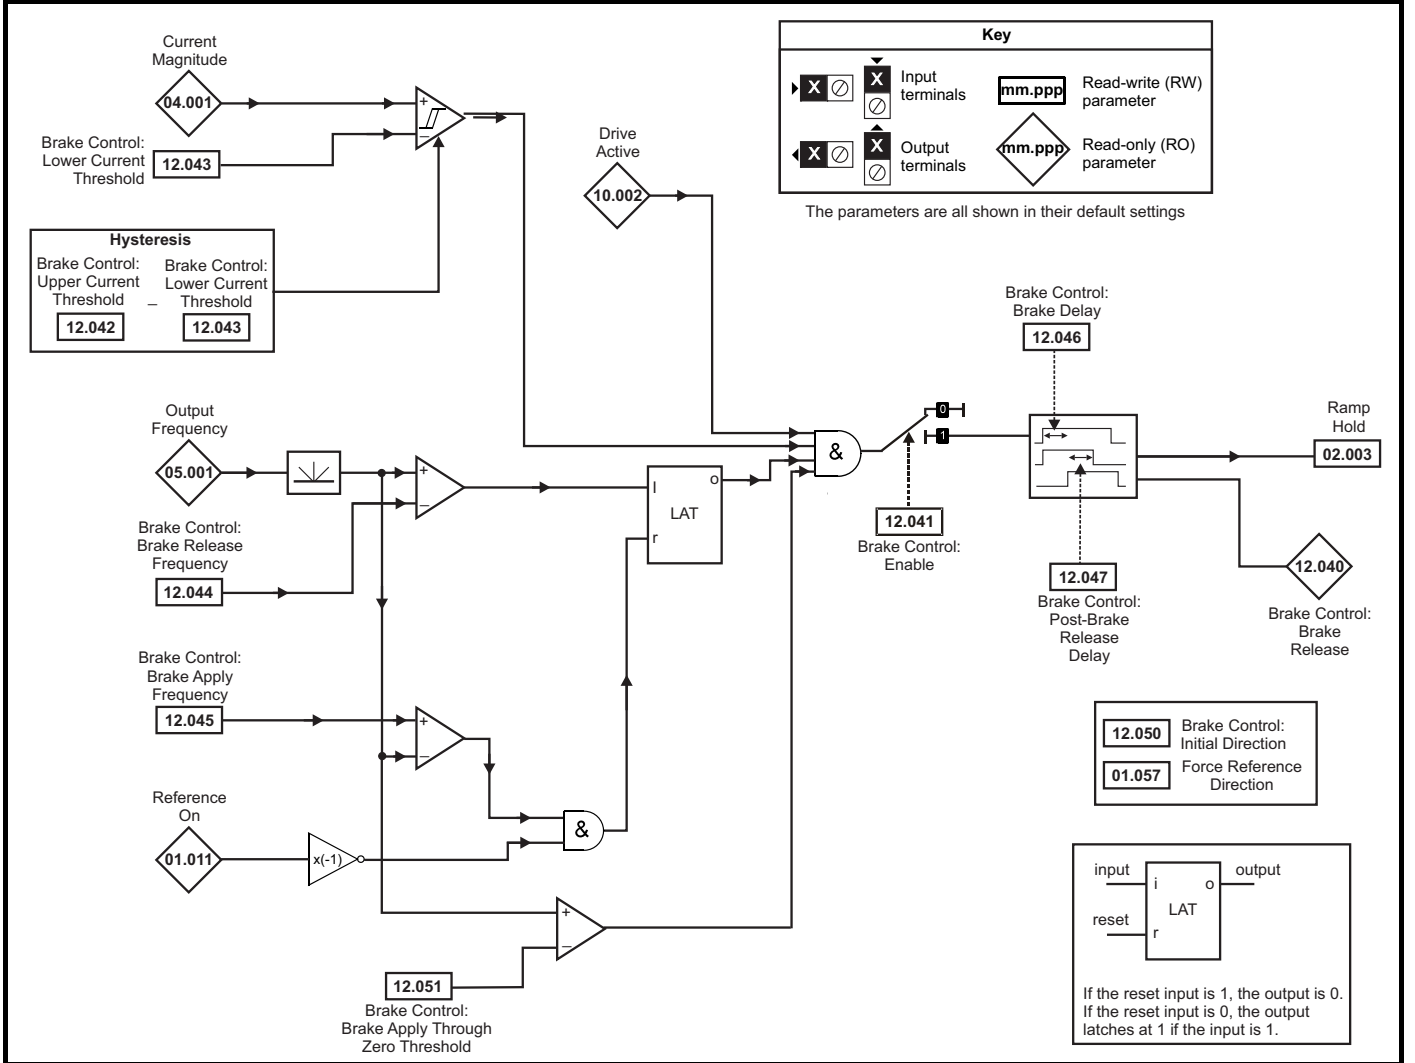 Current
Magnitude
04.001
+
–
Brake Control:
Lower Current
Threshold
12.043
Hysteresis
Brake Control:
Upper Current
Threshold
12.042
–
Brake Control:
Lower Current
Threshold
12.043
Drive
Active
10.002
Key
X
X
Input
terminals
mm.ppp
Read-write (RW)
parameter
X
X
Output
terminals
mm.ppp
Read-only (RO)
parameter
The parameters are all shown in their default settings
Output
Frequency
05.001
+
–
Brake Control:
Brake Release
Frequency
12.044
I
o
LAT
r
&
0
1
12.041
Brake Control:
Enable
Brake Control:
Brake Delay
12.046
12.047
Brake Control:
Post-Brake
Release
Delay
Ramp
Hold
02.003
12.040
Brake Control:
Brake
Release
Brake Control:
Brake Apply
Frequency
12.045
+
–
Reference
On
01.011
x(-1)
&
+
–
12.051
Brake Control:
Brake Apply Through
Zero Threshold
12.050
Brake Control:
Initial Direction
01.057
Force Reference
Direction
input
i
o
output
LAT
reset
r
If the reset input is 1, the output is 0.
If the reset input is 0, the output
latches at 1 if the input is 1.